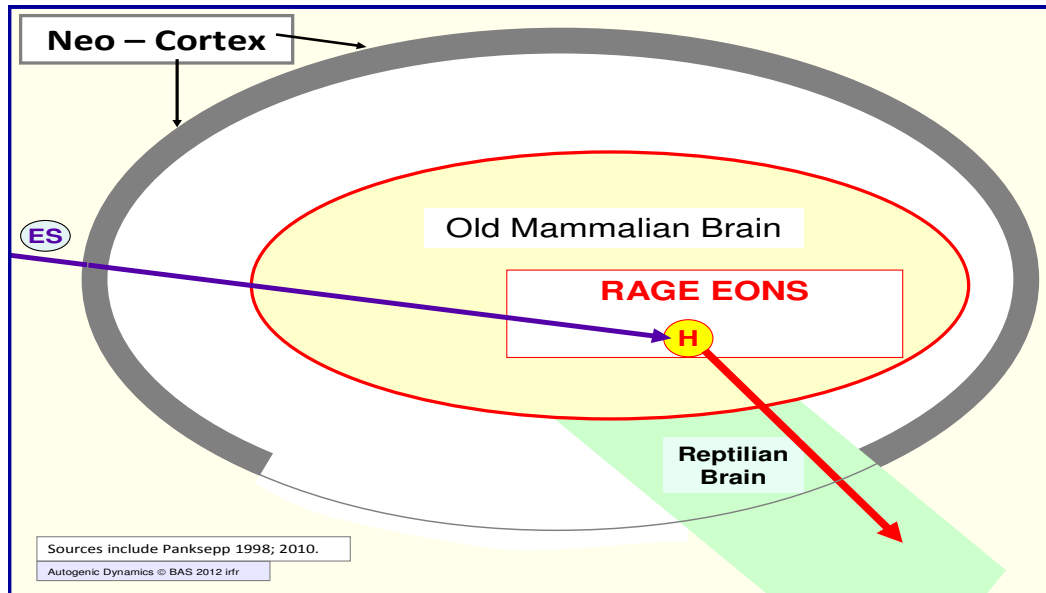 Neo – Cortex
ES
Old Mammalian Brain
RAGE EONS
H
Reptilian
Brain
Sources include Panksepp 1998; 2010.
Autogenic Dynamics © BAS 2012 irfr